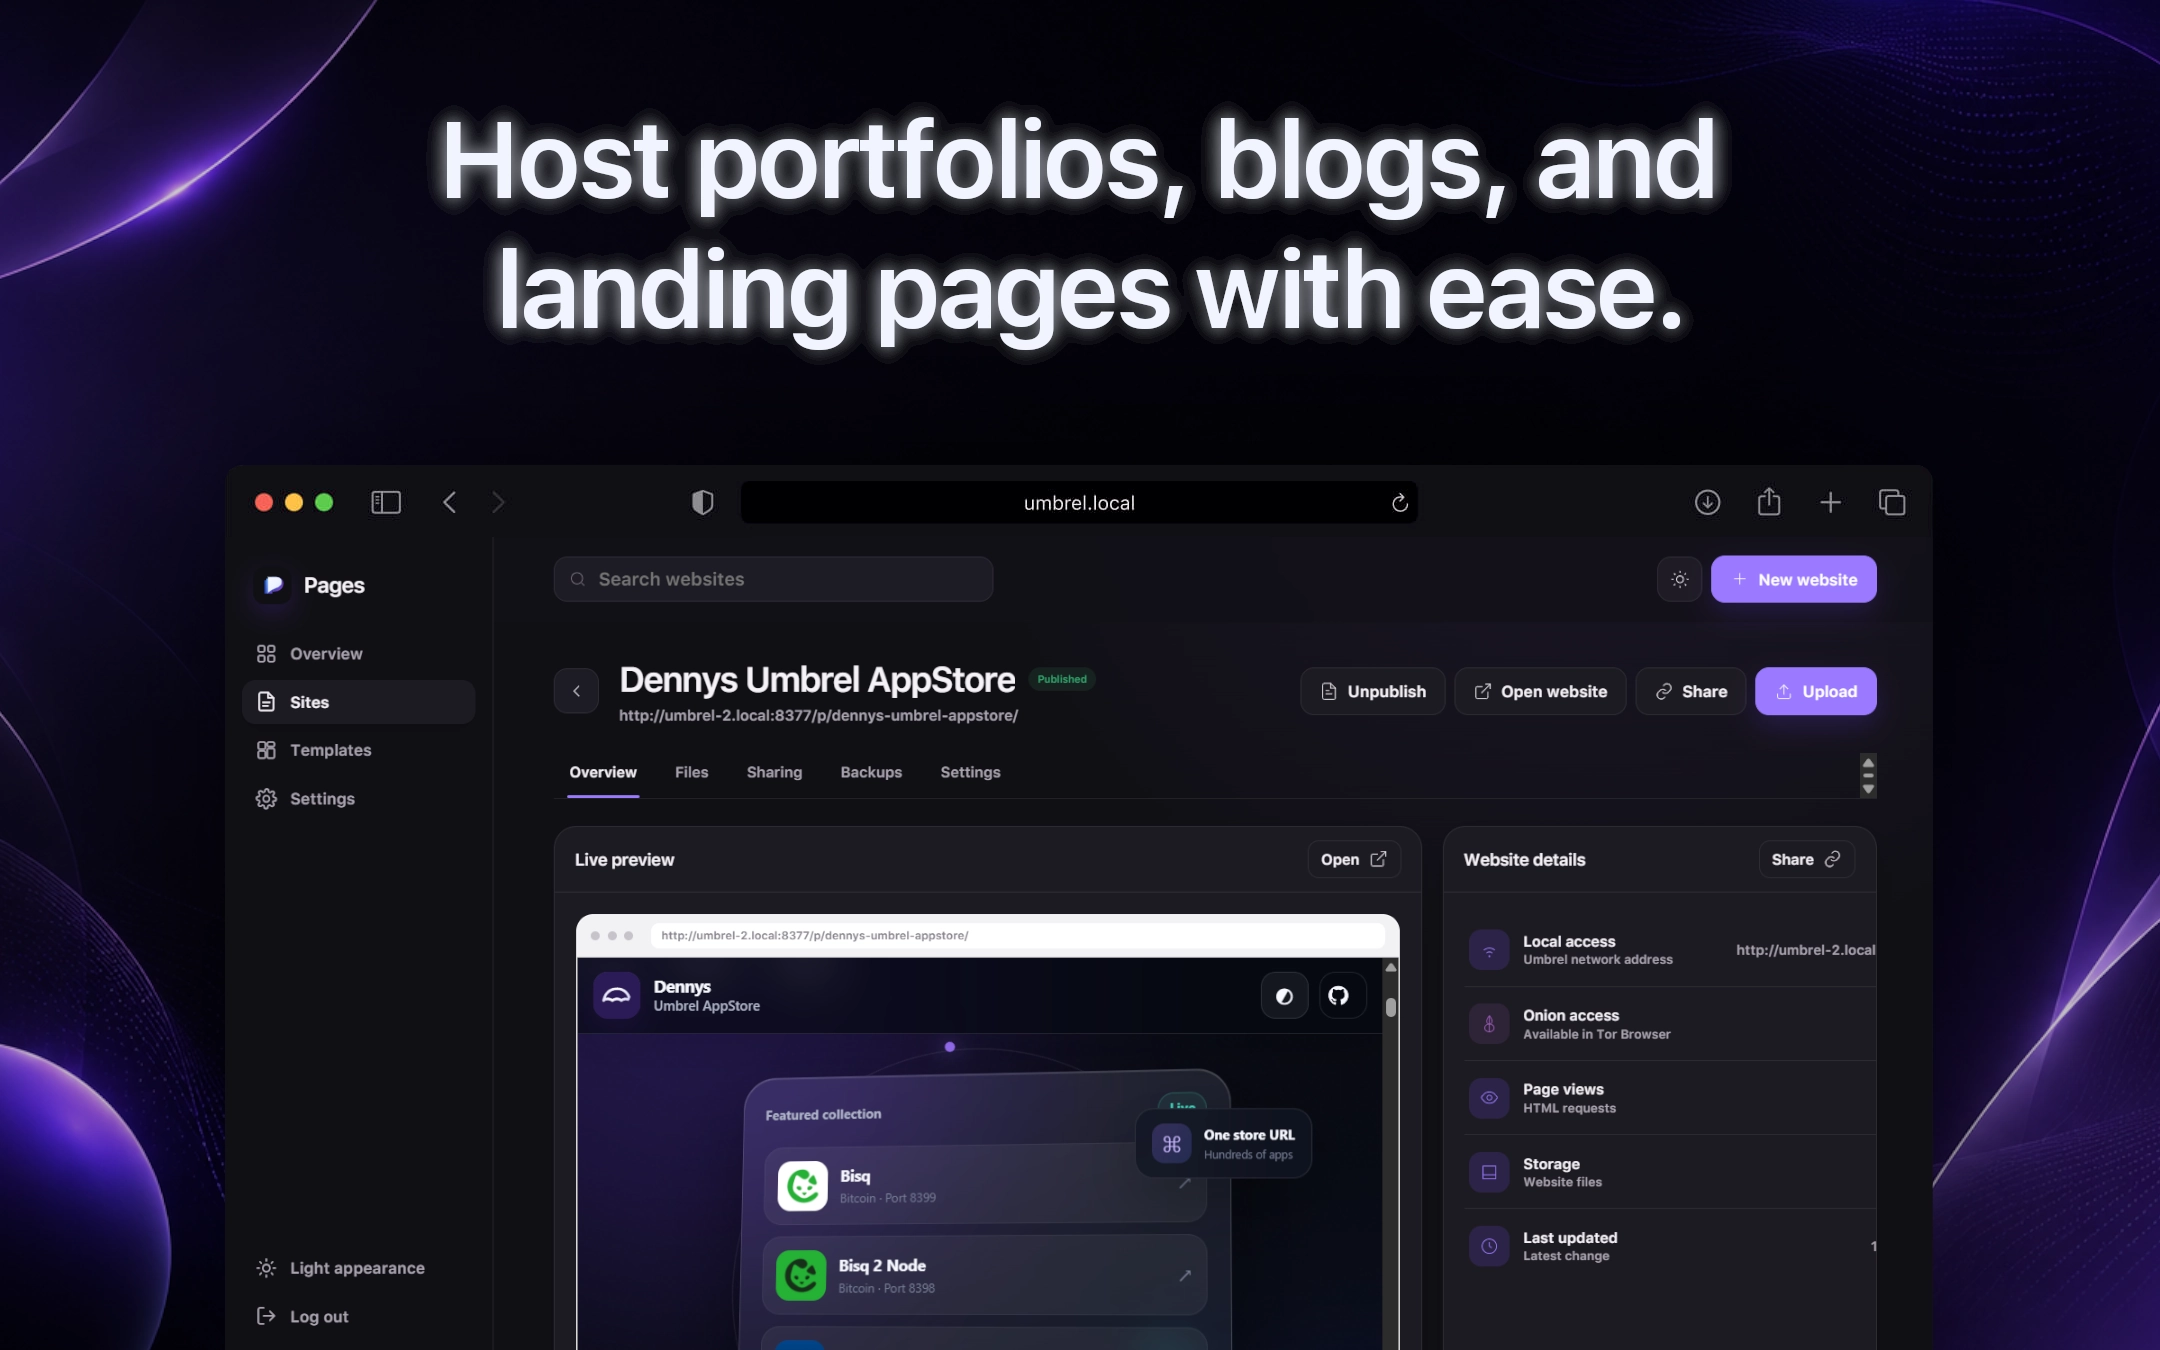 Host portfolios, blogs, and
landing pages with ease.
umbrel.local
Pages
Search websites
New website
Overview
Sites
Templates
Settings
Light appearance
Log out
Dennys Umbrel AppStore
Published
http://umbrel-2.local:8377/p/dennys-umbrel-appstore/
Unpublish
Open website
Share
Upload
Overview
Files
Sharing
Backups
Settings
Live preview
Open
http://umbrel-2.local:8377/p/dennys-umbrel-appstore/
Dennys
Umbrel AppStore
Featured collection
Live
One store URL
Hundreds of apps
Bisq
Bitcoin · Port 8399
Bisq 2 Node
Bitcoin · Port 8398
Website details
Share
Local access
Umbrel network address
http://umbrel-2.local
Onion access
Available in Tor Browser
Page views
HTML requests
Storage
Website files
Last updated
Latest change
1